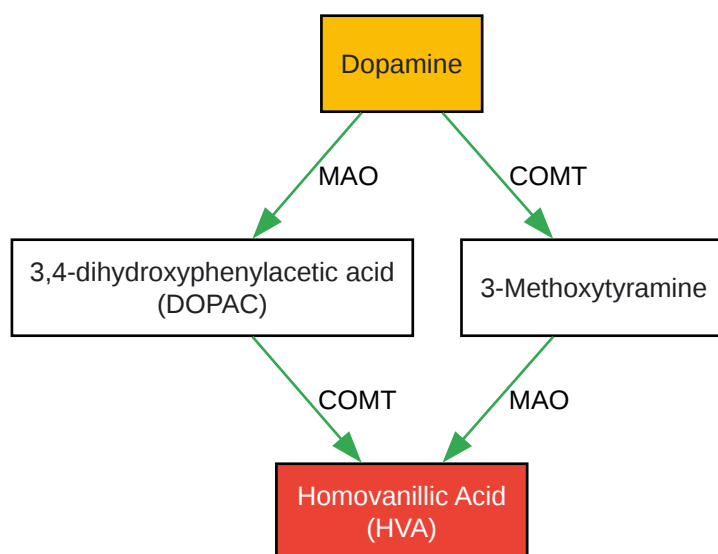 Dopamine
MAO
COMT
3,4-dihydroxyphenylacetic acid
(DOPAC)
3-Methoxytyramine
COMT
MAO
Homovanillic Acid
(HVA)